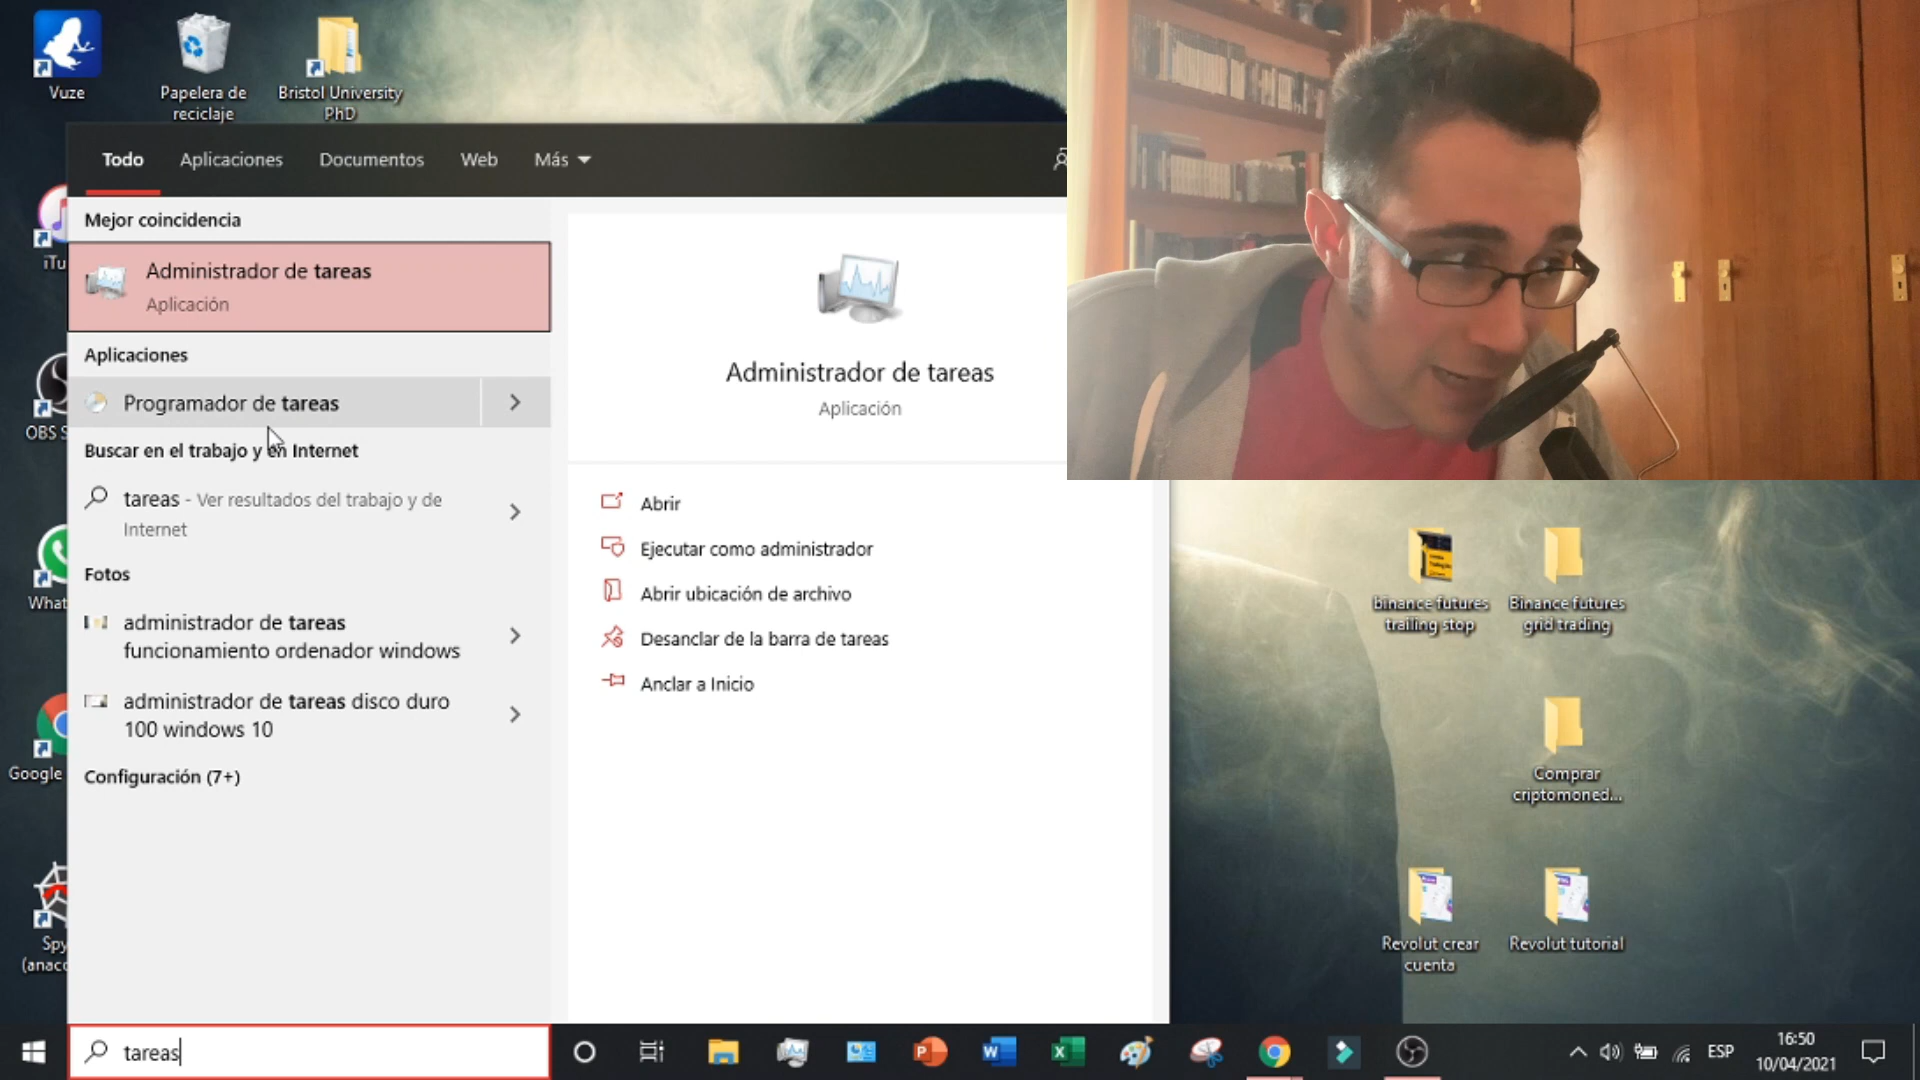 Vuze
Papelera de
reciclaje
Bristol University
PhD
Todo
Aplicaciones
Documentos
Web
Más
Mejor coincidencia
Administrador de tareas
Aplicación
Aplicaciones
Programador de tareas
Buscar en el trabajo y en Internet
tareas - Ver resultados del trabajo y de
Internet
Fotos
administrador de tareas
funcionamiento ordenador windows
administrador de tareas disco duro
100 windows 10
Configuración (7+)
Administrador de tareas
Aplicación
Abrir
Ejecutar como administrador
Abrir ubicación de archivo
Desanclar de la barra de tareas
Anclar a Inicio
iTu
OBS S
What
Google
Spy
(anaco
binance futures
trailing stop
Binance futures
grid trading
Comprar
criptomoned...
Revolut crear
cuenta
Revolut tutorial
tareas
ESP
16:50
10/04/2021